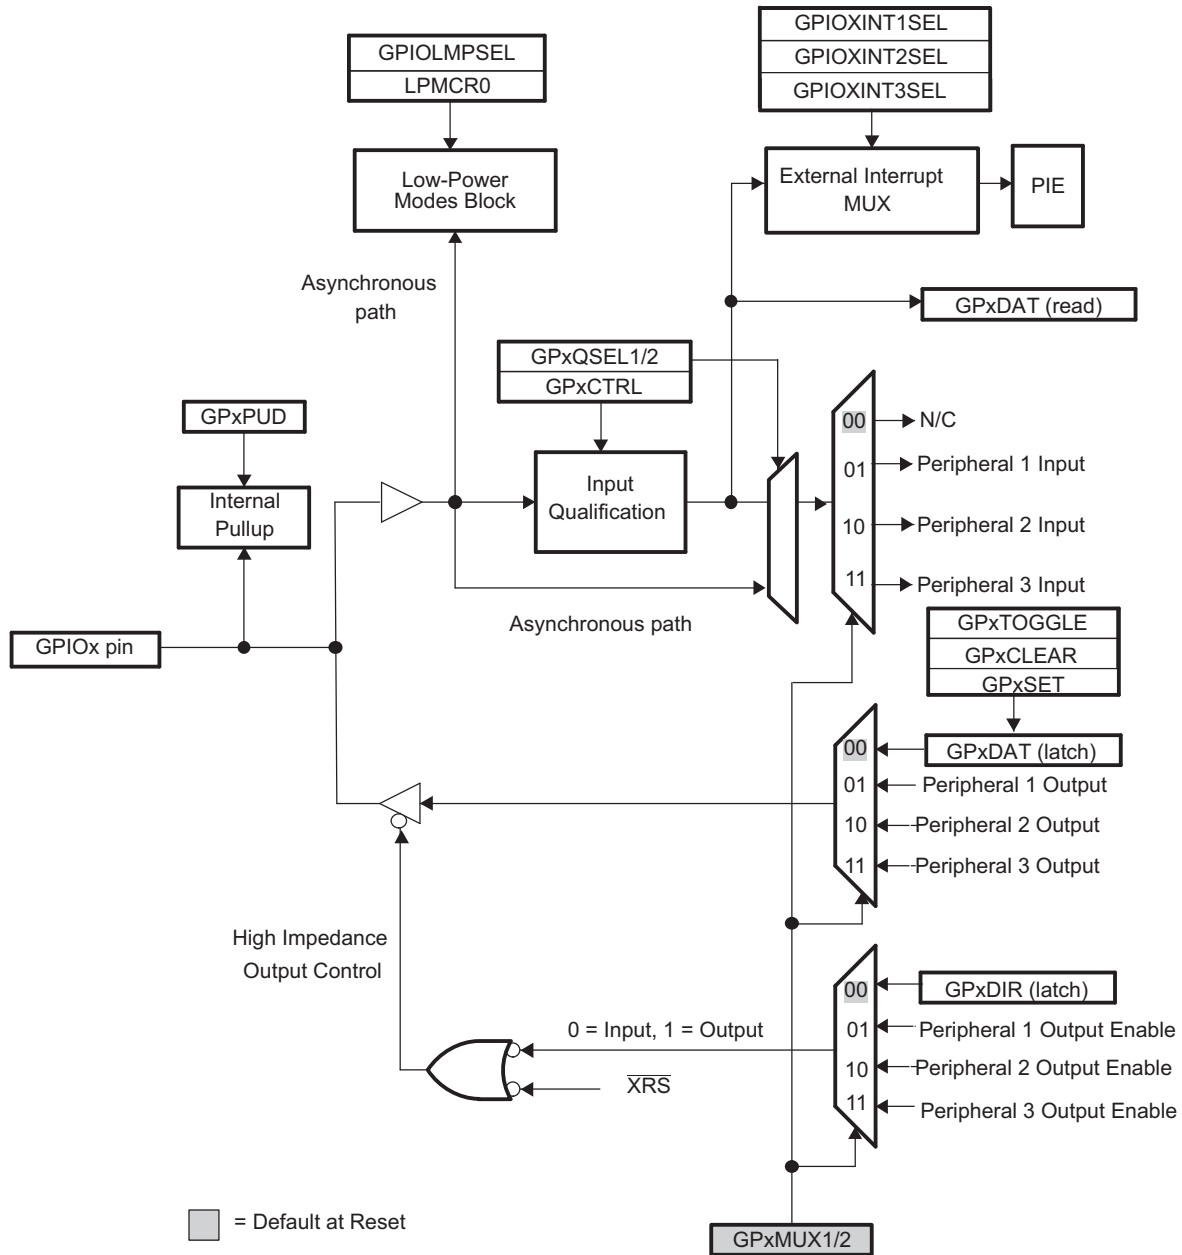 GPIOLMPSEL
LPMCR0
GPIOXINT1SEL
GPIOXINT2SEL
GPIOXINT3SEL
Low-Power
Modes Block
External Interrupt
MUX
PIE
Asynchronous
path
GPxDAT (read)
GPxQSEL1/2
GPxCTRL
GPxPUD
Internal
Pullup
Input
Qualification
00
N/C
01
Peripheral 1 Input
10
Peripheral 2 Input
11
Peripheral 3 Input
Asynchronous path
GPIOx pin
GPxTOGGLE
GPxCLEAR
GPxSET
00
GPxDAT (latch)
01
Peripheral 1 Output
10
Peripheral 2 Output
11
Peripheral 3 Output
High Impedance
Output Control
00
GPxDIR (latch)
0 = Input, 1 = Output
01
Peripheral 1 Output Enable
10
Peripheral 2 Output Enable
XRS
11
Peripheral 3 Output Enable
= Default at Reset
GPxMUX1/2